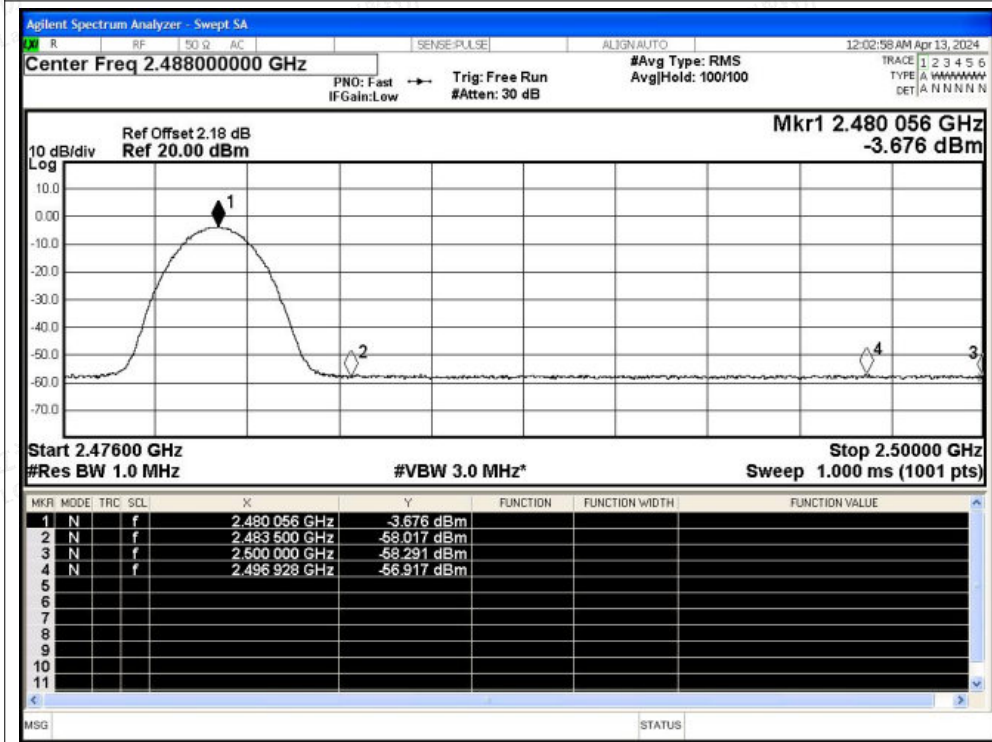 Agilent Spectrum Analyzer - Swept SA
LXI R RF 50 Ω AC SENSE:PULSE ALIGN AUTO 12:02:58 AM Apr 13, 2024
Center Freq 2.488000000 GHz
PNO: Fast
IFGain:Low
Trig: Free Run
#Atten: 30 dB
#Avg Type: RMS
Avg|Hold: 100/100
TRACE 1 2 3 4 5 6
TYPE A WWWWW
DET A N N N N N
Ref Offset 2.18 dB
Ref 20.00 dBm
10 dB/div
Log
Mkr1 2.480 056 GHz
-3.676 dBm
10.0
0.00
-10.0
-20.0
-30.0
-40.0
-50.0
-60.0
-70.0
1
2
4
3
Start 2.47600 GHz Stop 2.50000 GHz
#Res BW 1.0 MHz #VBW 3.0 MHz* Sweep 1.000 ms (1001 pts)
MKR MODE TRC SCL X Y FUNCTION FUNCTION WIDTH FUNCTION VALUE
1 N f 2.480 056 GHz -3.676 dBm
2 N f 2.483 500 GHz -58.017 dBm
3 N f 2.500 000 GHz -58.291 dBm
4 N f 2.496 928 GHz -56.917 dBm
5
6
7
8
9
10
11
MSG STATUS